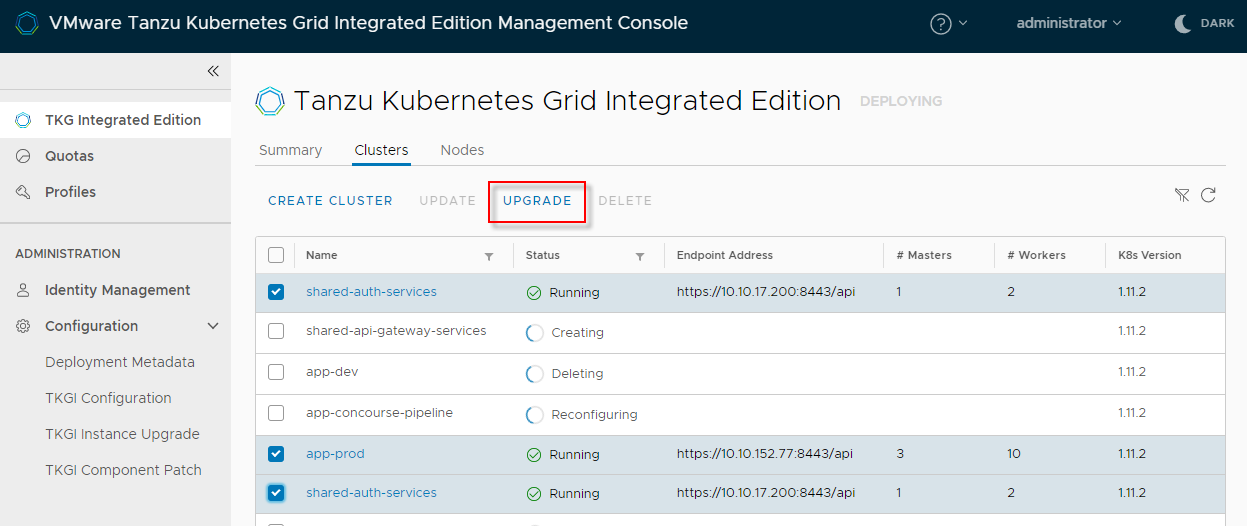 VMware Tanzu Kubernetes Grid Integrated Edition Management Console
?
administrator
DARK
TKG Integrated Edition
Quotas
Profiles
ADMINISTRATION
Identity Management
Configuration
Deployment Metadata
TKGI Configuration
TKGI Instance Upgrade
TKGI Component Patch
Tanzu Kubernetes Grid Integrated Edition DEPLOYING
Summary Clusters Nodes
CREATE CLUSTER UPDATE UPGRADE DELETE
Name Status Endpoint Address # Masters # Workers K8s Version
shared-auth-services Running https://10.10.17.200:8443/api 1 2 1.11.2
shared-api-gateway-services Creating 1.11.2
app-dev Deleting 1.11.2
app-concourse-pipeline Reconfiguring 1.11.2
app-prod Running https://10.10.152.77:8443/api 3 10 1.11.2
shared-auth-services Running https://10.10.17.200:8443/api 1 2 1.11.2